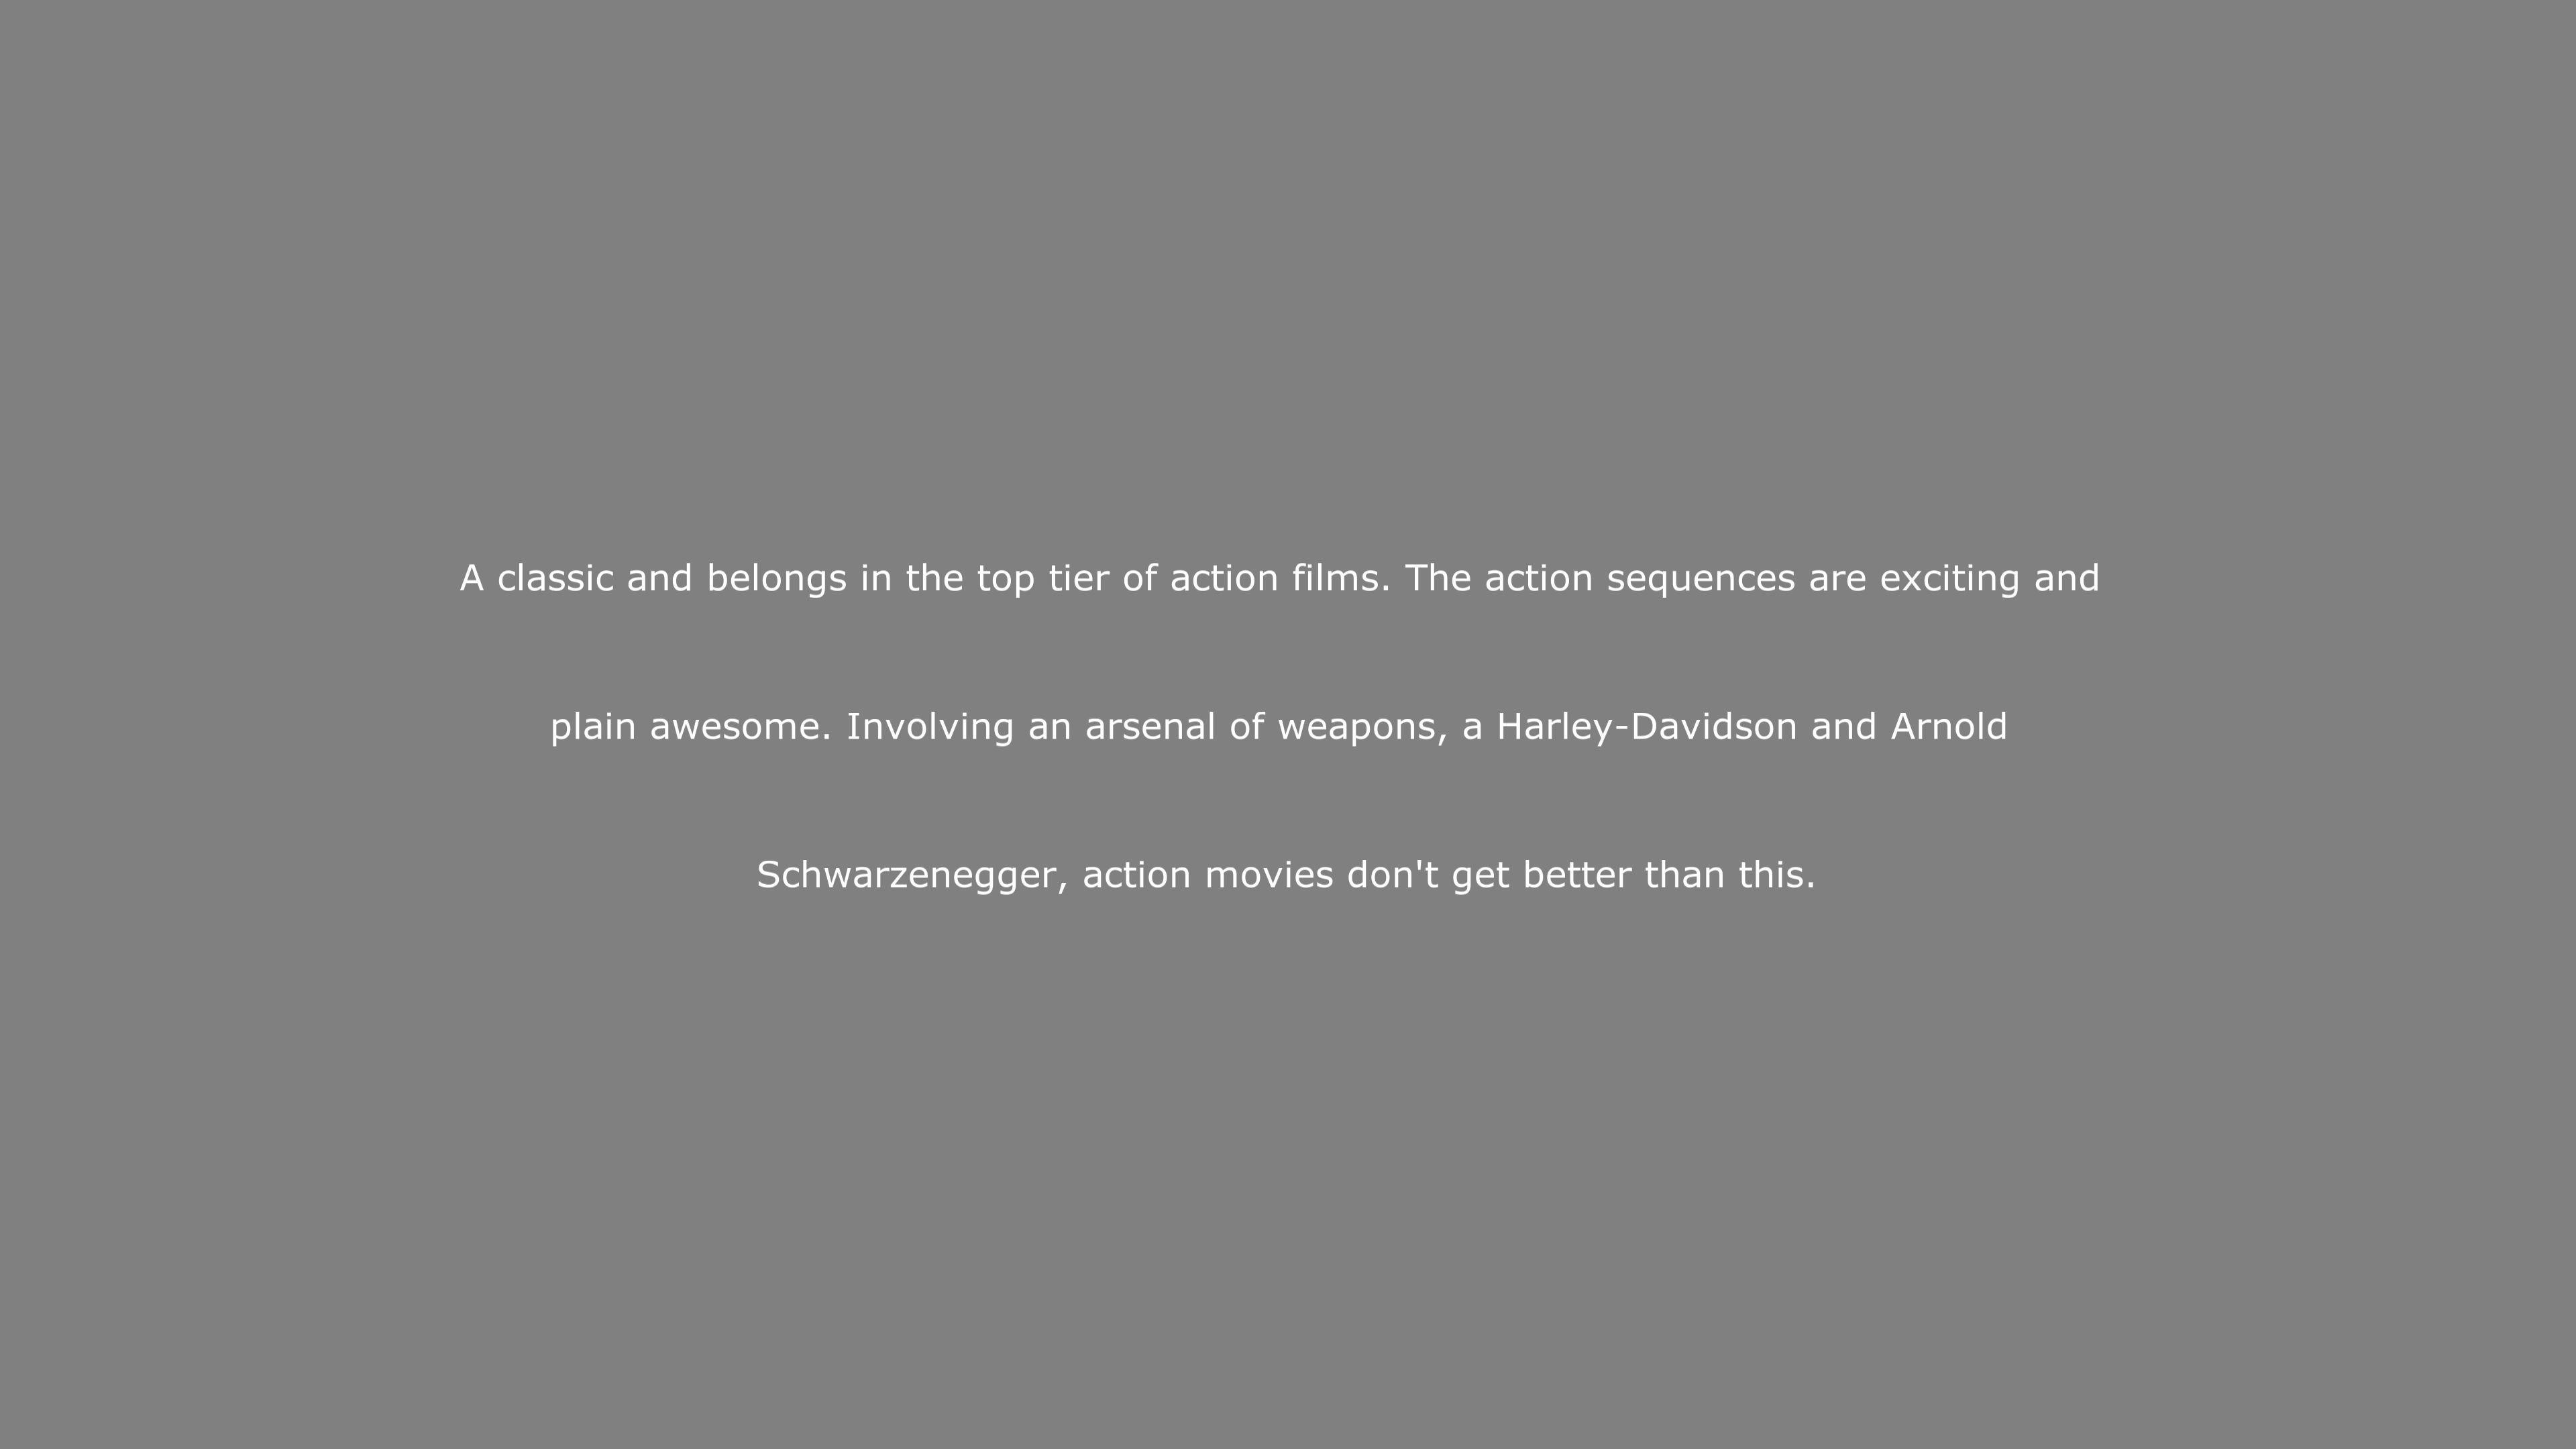 A classic and belongs in the top tier of action films. The action sequences are exciting and
plain awesome. Involving an arsenal of weapons, a Harley-Davidson and Arnold
Schwarzenegger, action movies don't get better than this.